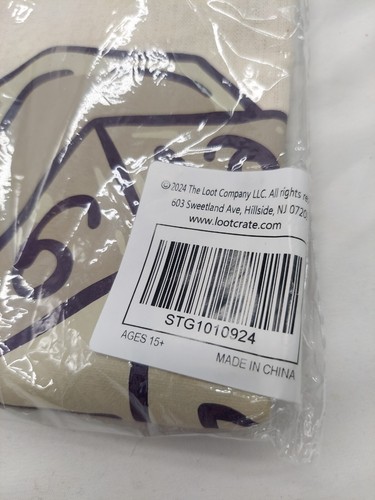 ©2024 The Loot Company LLC. All rights
603 Sweetland Ave, Hillside, NJ 0720
www.lootcrate.com
STG1010924
AGES 15+
MADE IN CHINA